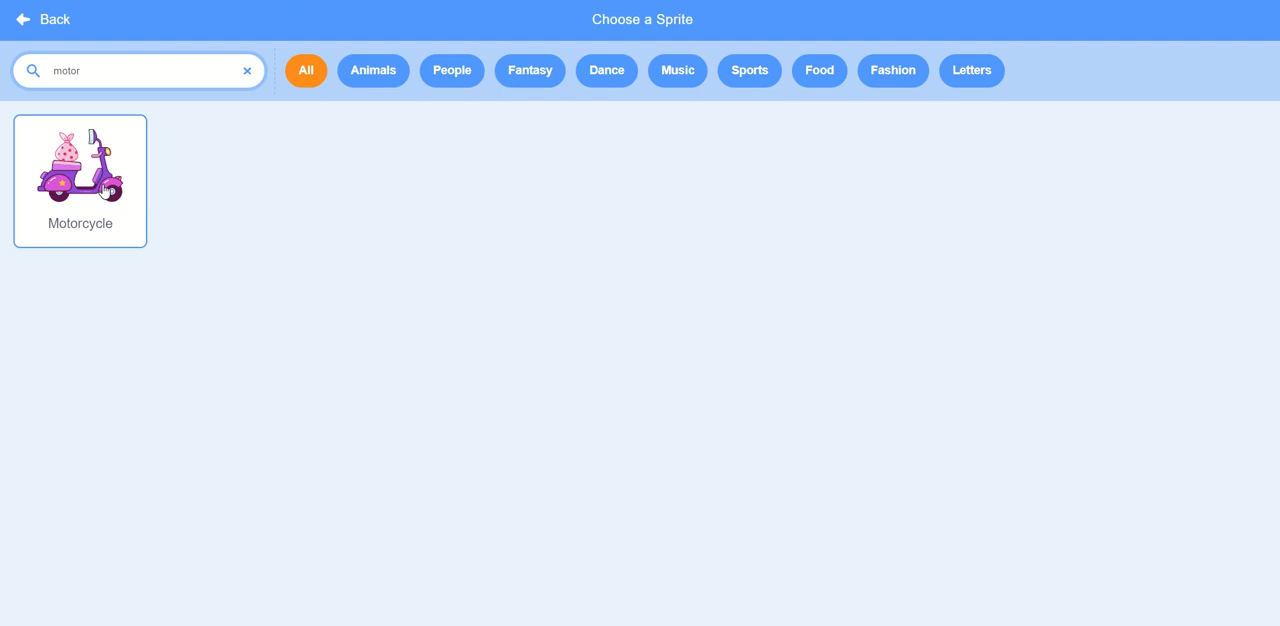 Back
Choose a Sprite
motor
All
Animals
People
Fantasy
Dance
Music
Sports
Food
Fashion
Letters
Motorcycle